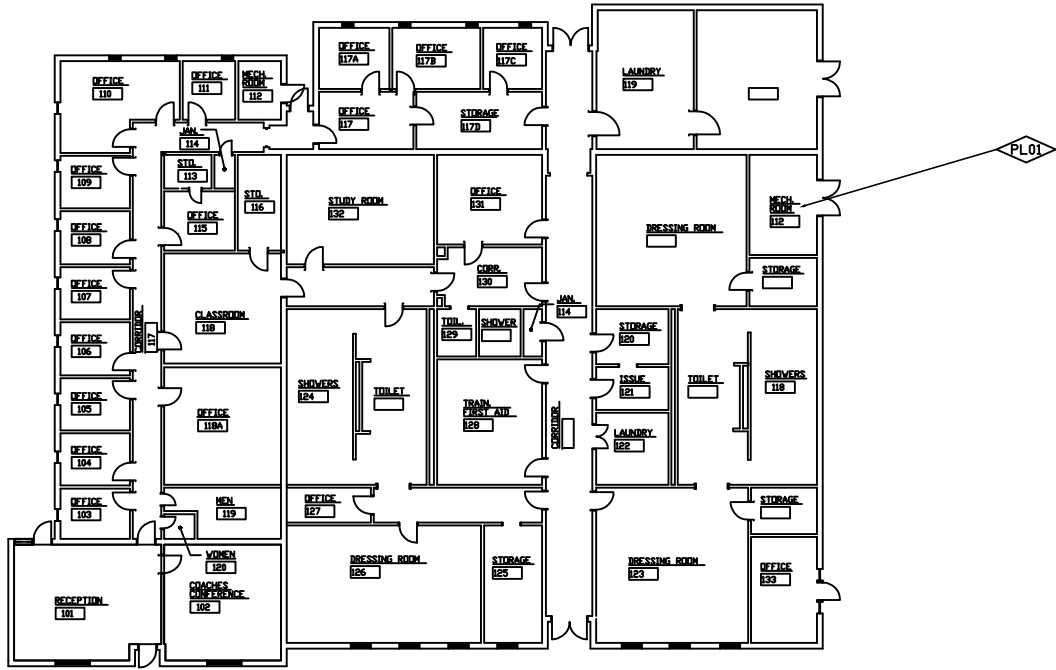 OFFICE
117A
OFFICE
117B
OFFICE
117C
LAUNDRY
119
OFFICE
110
OFFICE
111
MECH.
ROOM
112
OFFICE
117
STORAGE
117D
JAN.
114
PL01
STO.
113
OFFICE
109
STO.
116
STUDY ROOM
132
OFFICE
131
DRESSING ROOM
MECH.
ROOM
112
OFFICE
115
OFFICE
108
CORR.
130
STORAGE
OFFICE
107
CLASSROOM
118
JAN.
114
CORRIDOR
117
TOIL.
129
SHOWER
STORAGE
120
OFFICE
106
SHOWERS
124
TOILET
ISSUE
121
TOILET
SHOWERS
118
OFFICE
105
OFFICE
118A
TRAIN.
FIRST AID
128
CORRIDOR
LAUNDRY
122
OFFICE
104
OFFICE
103
MEN
119
OFFICE
127
STORAGE
WOMEN
120
DRESSING ROOM
126
STORAGE
125
DRESSING ROOM
123
OFFICE
133
RECEPTION
101
COACHES
CONFERENCE
102